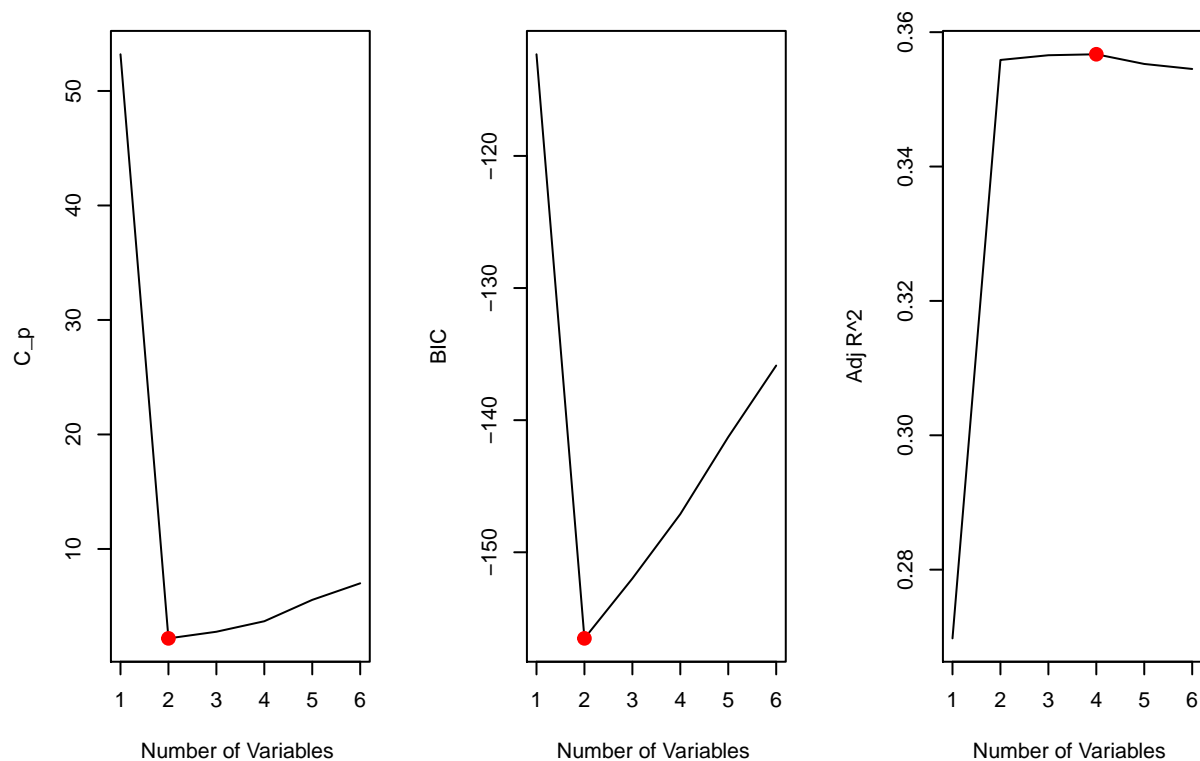 C_p
50
40
30
20
10
1 2 3 4 5 6
Number of Variables
BIC
−120
−130
−140
−150
1 2 3 4 5 6
Number of Variables
Adj R^2
0.36
0.34
0.32
0.30
0.28
1 2 3 4 5 6
Number of Variables